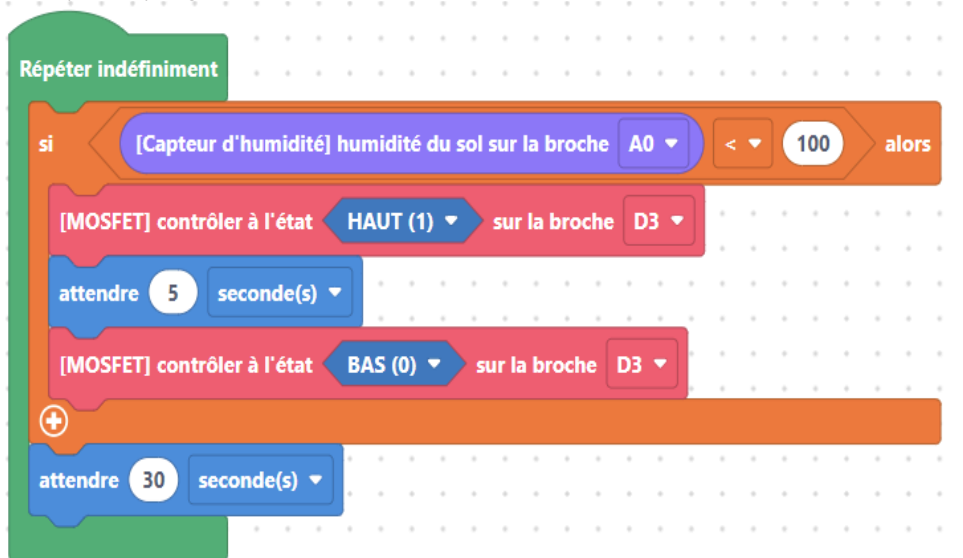 Répéter indéfiniment
si [Capteur d'humidité] humidité du sol sur la broche A0 < 100 alors
[MOSFET] contrôler à l'état HAUT (1) sur la broche D3
attendre 5 seconde(s)
[MOSFET] contrôler à l'état BAS (0) sur la broche D3
attendre 30 seconde(s)